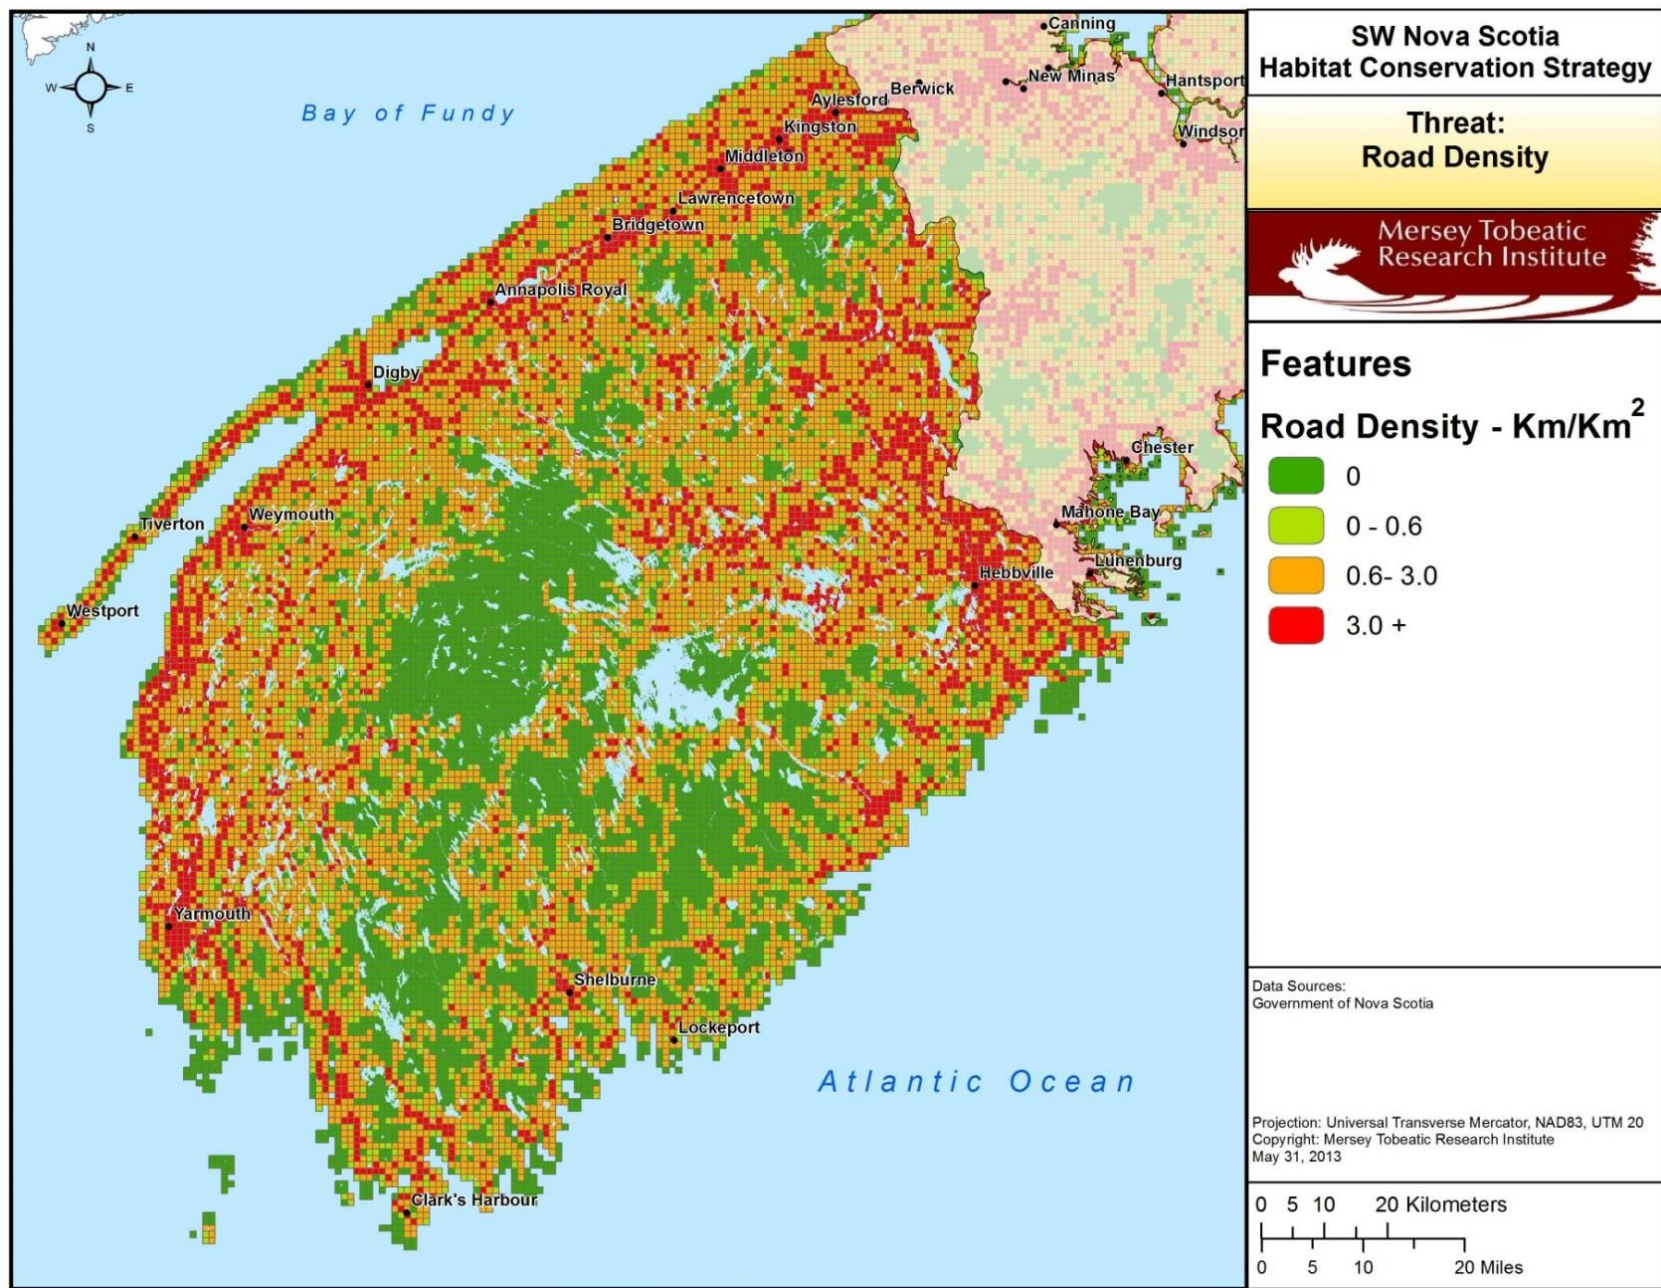 N
W E
S
Bay of Fundy
Canning
New Minas
Hantsport
Berwick
Aylesford
Kingston
Windsor
Middleton
Lawrencetown
Bridgetown
Annapolis Royal
Digby
Chester
Weymouth
Mahone Bay
Tiverton
Lunenburg
Hebbville
Westport
Yarmouth
Shelburne
Lockeport
Atlantic Ocean
Clark's Harbour
SW Nova Scotia
Habitat Conservation Strategy
Threat:
Road Density
Mersey Tobeatic
Research Institute
Features
Road Density - Km/Km²
0
0 - 0.6
0.6- 3.0
3.0 +
Data Sources:
Government of Nova Scotia
Projection: Universal Transverse Mercator, NAD83, UTM 20
Copyright: Mersey Tobeatic Research Institute
May 31, 2013
0 5 10 20 Kilometers
0 5 10 20 Miles